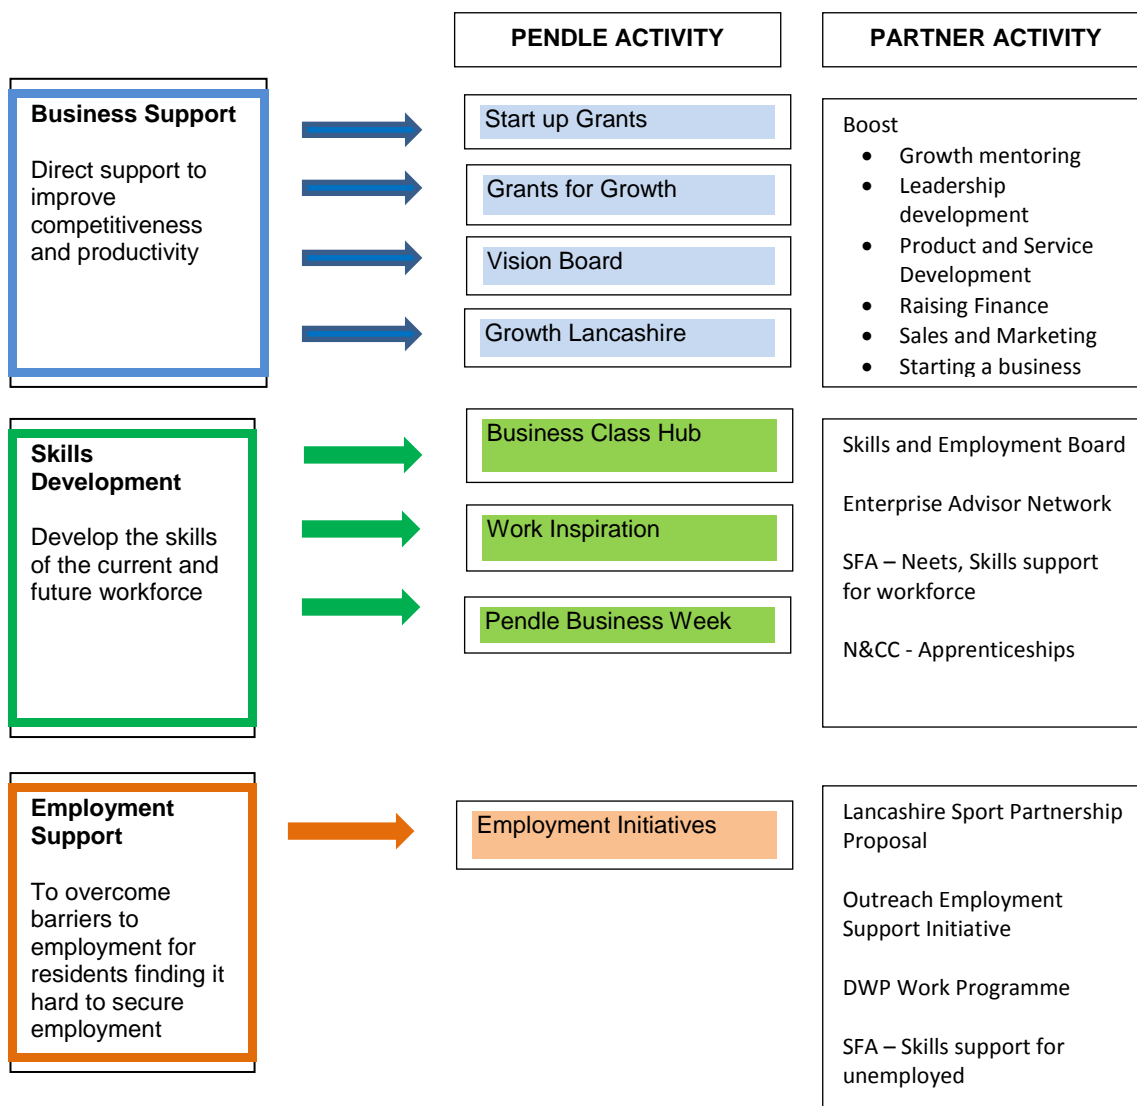 PENDLE ACTIVITY
PARTNER ACTIVITY
Business Support
Direct support to
improve
competitiveness
and productivity
Start up Grants
Grants for Growth
Vision Board
Growth Lancashire
Boost
• Growth mentoring
• Leadership
development
• Product and Service
Development
• Raising Finance
• Sales and Marketing
• Starting a business
Skills
Development
Develop the skills
of the current and
future workforce
Business Class Hub
Work Inspiration
Pendle Business Week
Skills and Employment Board
Enterprise Advisor Network
SFA – Neets, Skills support
for workforce
N&CC - Apprenticeships
Employment
Support
To overcome
barriers to
employment for
residents finding it
hard to secure
employment
Employment Initiatives
Lancashire Sport Partnership
Proposal
Outreach Employment
Support Initiative
DWP Work Programme
SFA – Skills support for
unemployed